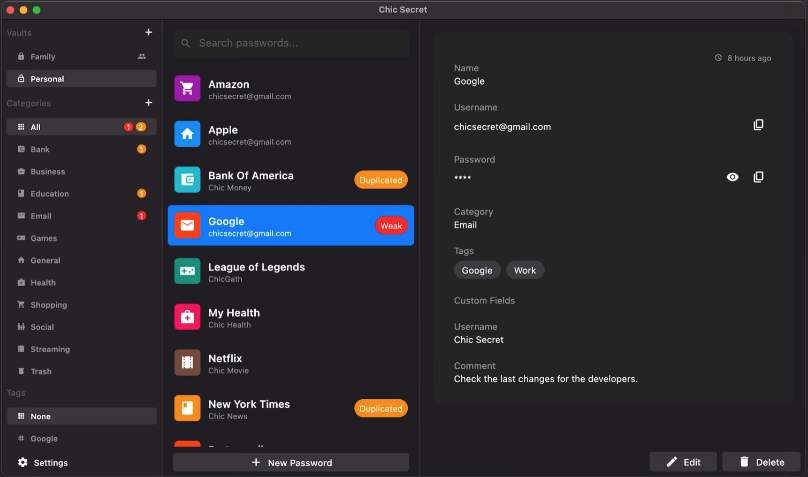 Chic Secret
Vaults
Family
Personal
Categories
All 1 2
Bank 1
Business
Education 1
Email 1
Games
General
Health
Shopping
Social
Streaming
Trash
Tags
None
Google
Settings
Search passwords...
Amazon
chicsecret@gmail.com
Apple
chicsecret@gmail.com
Bank Of America
Chic Money
Duplicated
Google
chicsecret@gmail.com
Weak
League of Legends
ChicGath
My Health
Chic Health
Netflix
Chic Movie
New York Times
Chic News
Duplicated
New Password
8 hours ago
Name
Google
Username
chicsecret@gmail.com
Password
••••
Category
Email
Tags
Google Work
Custom Fields
Username
Chic Secret
Comment
Check the last changes for the developers.
Edit Delete